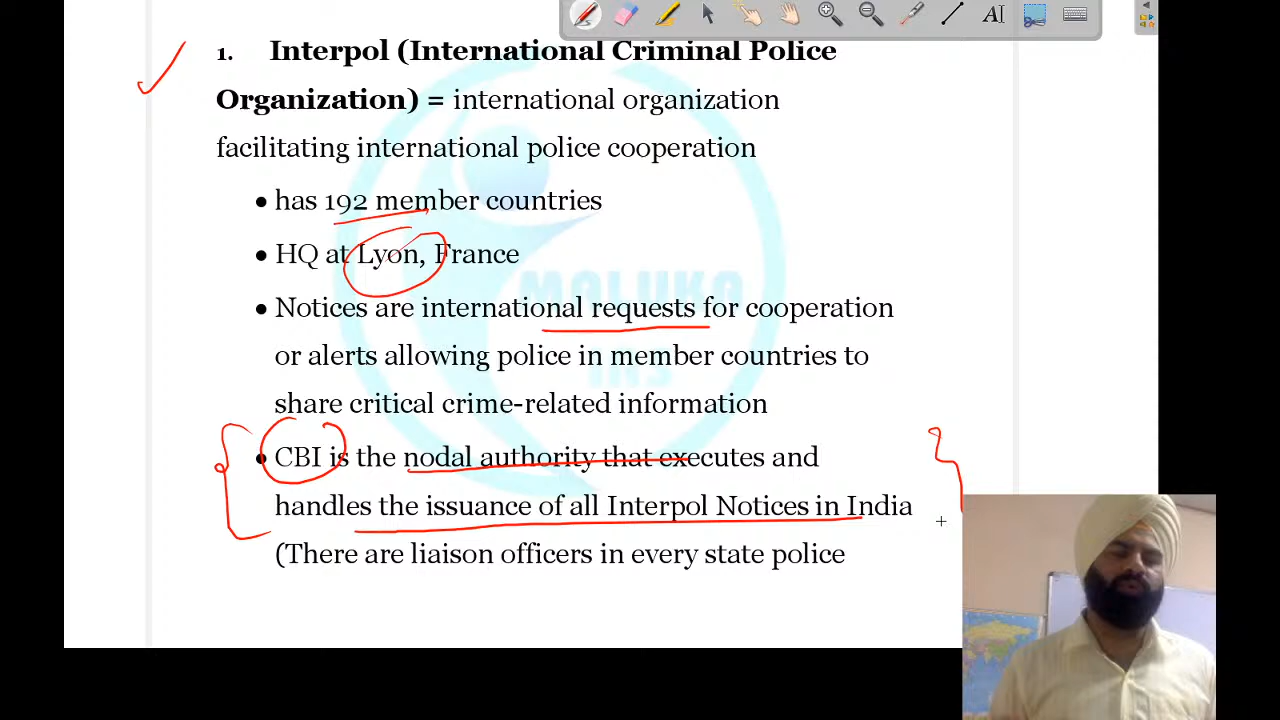 AI
1. Interpol (International Criminal Police
Organization) = international organization
facilitating international police cooperation
● has 192 member countries
● HQ at Lyon, France
● Notices are international requests for cooperation
or alerts allowing police in member countries to
share critical crime-related information
● CBI is the nodal authority that executes and
handles the issuance of all Interpol Notices in India
(There are liaison officers in every state police
MALUKA
IAS